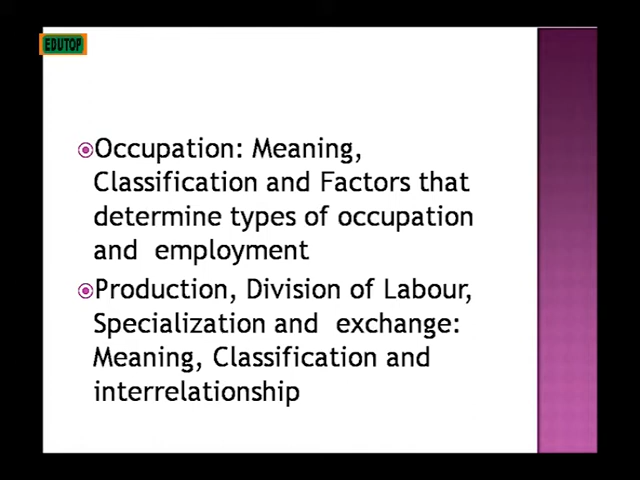 EDUTOP
Occupation: Meaning,
Classification and Factors that
determine types of occupation
and employment
Production, Division of Labour,
Specialization and exchange:
Meaning, Classification and
interrelationship